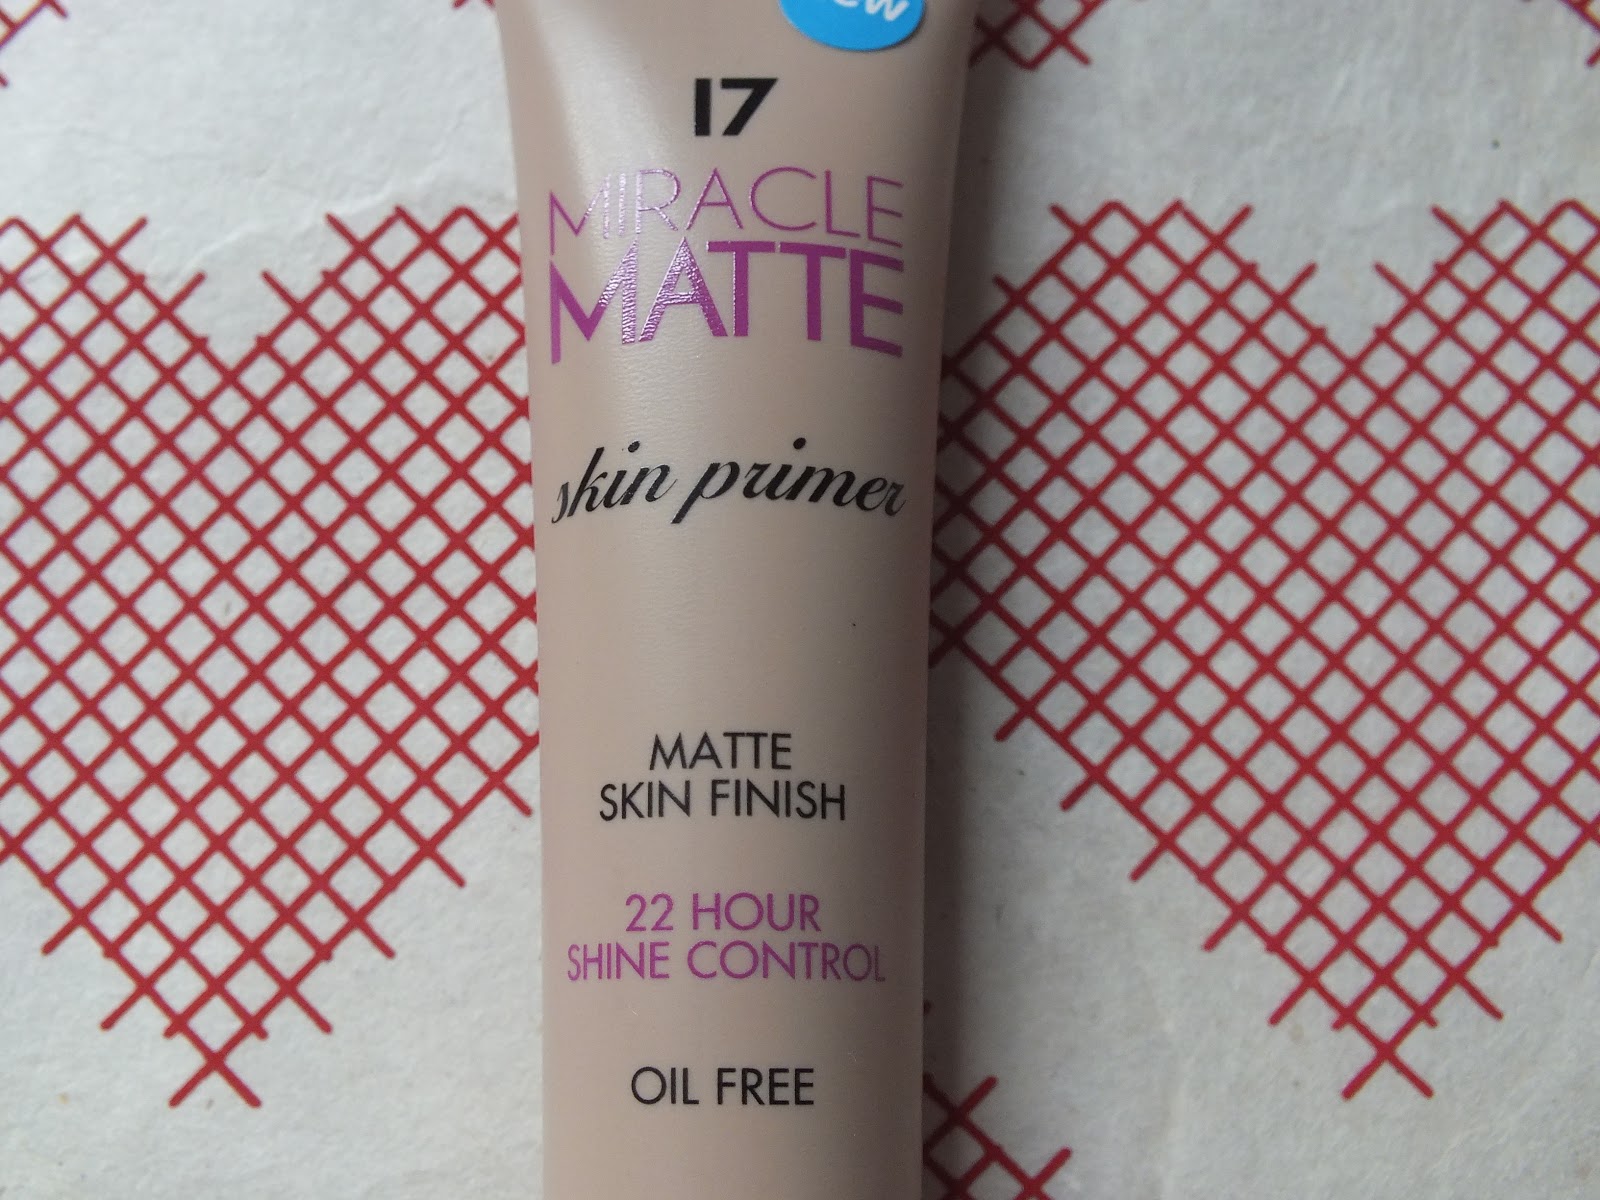 17
MIRACLE
MATTE
skin primer
MATTE
SKIN FINISH
22 HOUR
SHINE CONTROL
OIL FREE